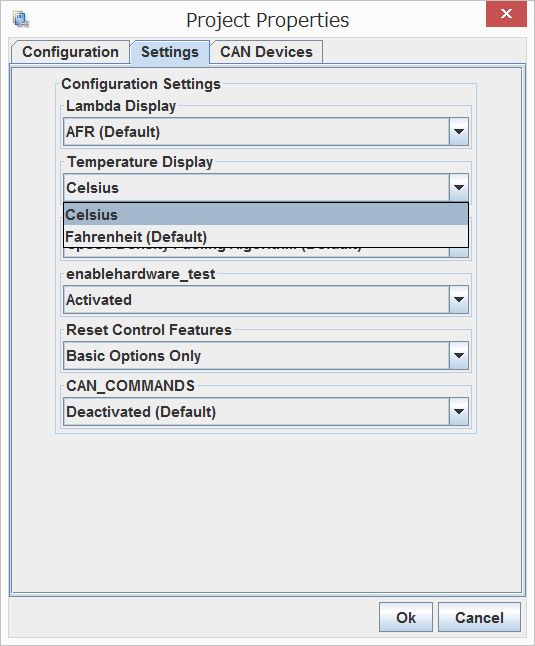 Project Properties
Configuration
Settings
CAN Devices
Configuration Settings
Lambda Display
AFR (Default)
Temperature Display
Celsius
Celsius
Fahrenheit (Default)
enablehardware_test
Activated
Reset Control Features
Basic Options Only
CAN_COMMANDS
Deactivated (Default)
Ok
Cancel